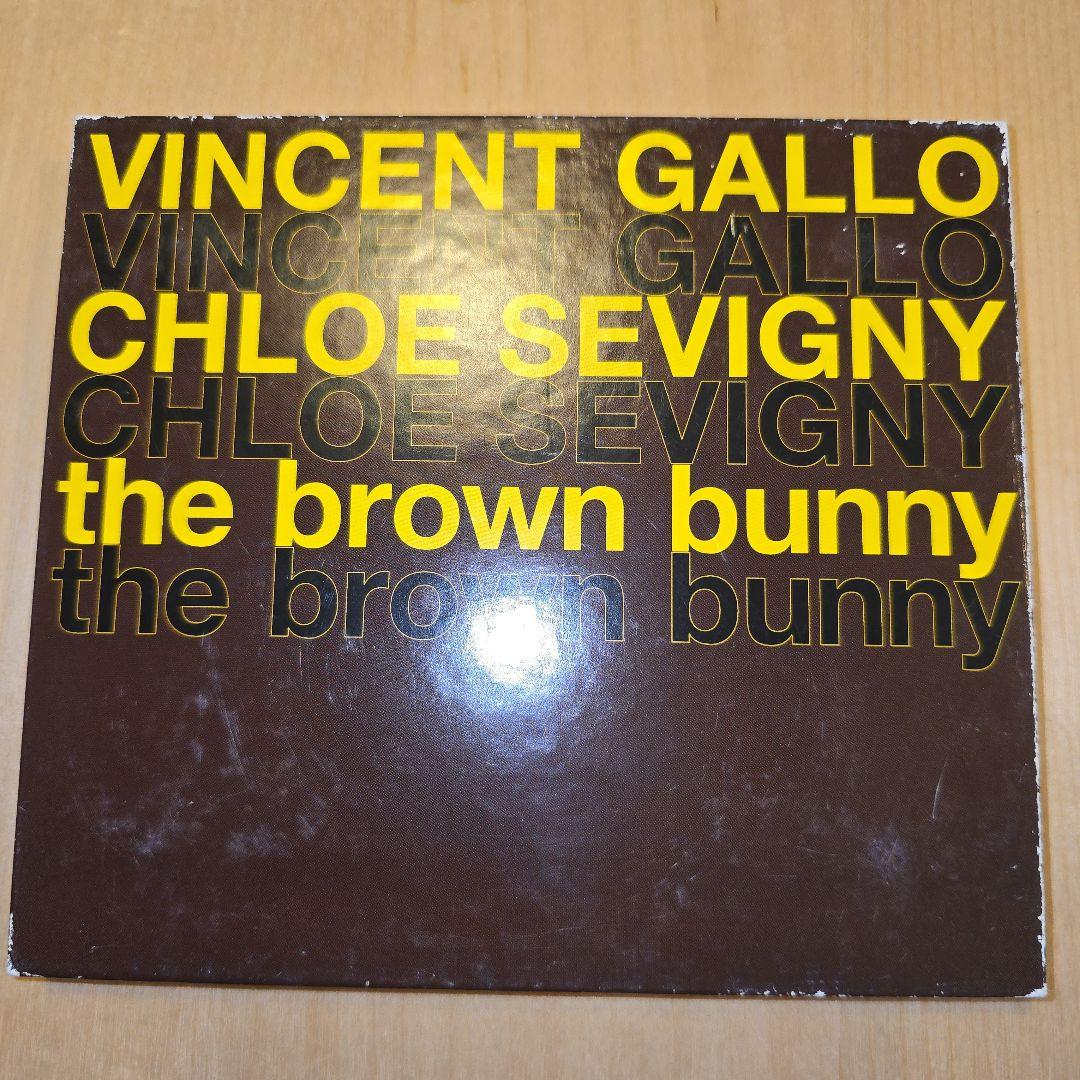 VINCENT GALLO
VINCENT GALLO
CHLOE SEVIGNY
CHLOE SEVIGNY
the brown bunny
the brown bunny